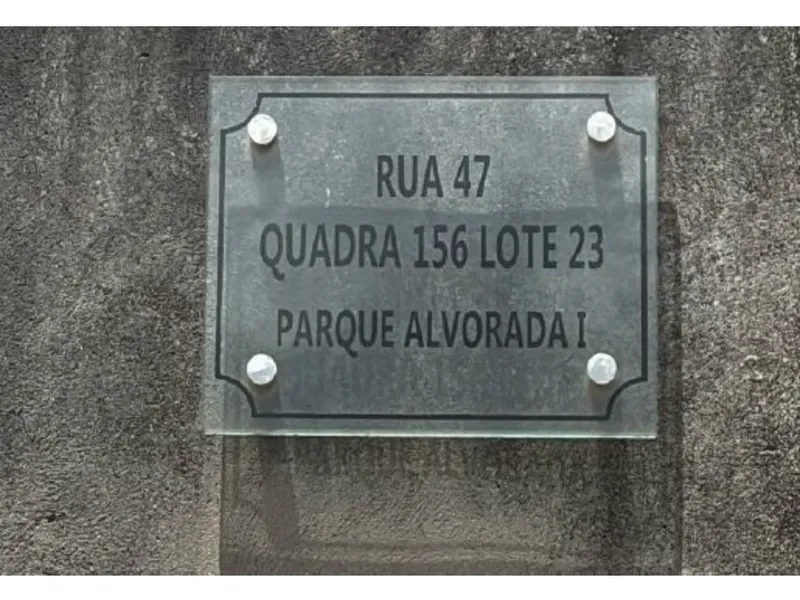 RUA 47
QUADRA 156 LOTE 23
PARQUE ALVORADA I